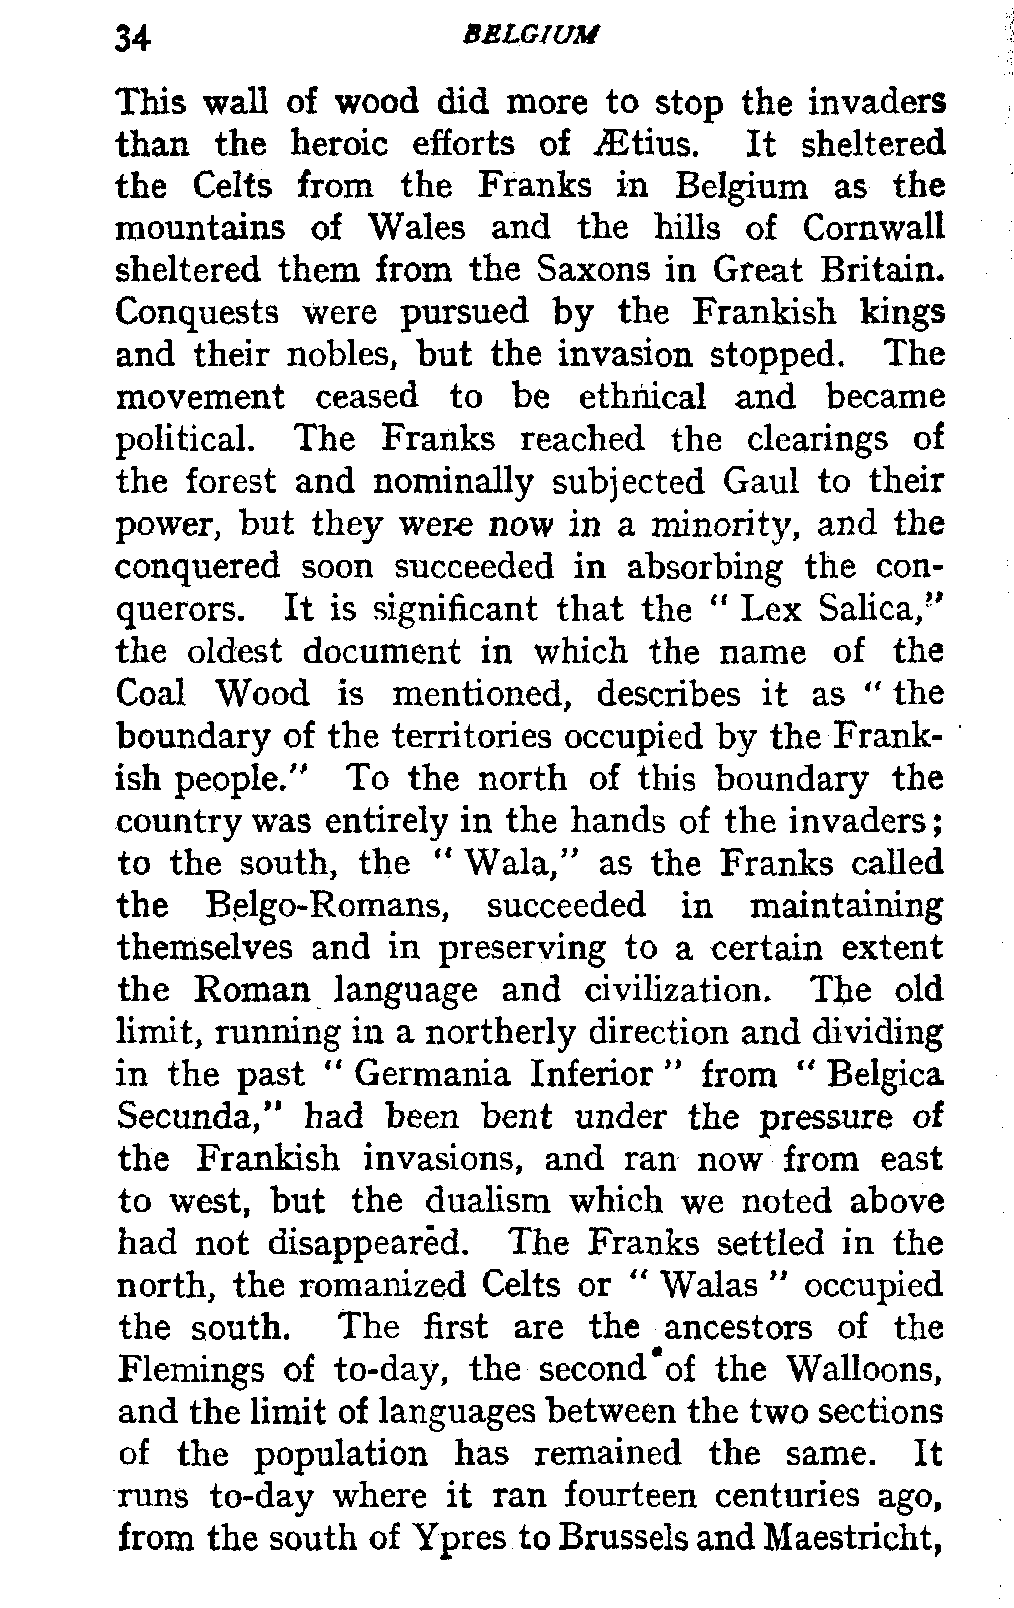 34 BELGIUM
This wall of wood did more to stop the invaders
than the heroic efforts of Ætius. It sheltered
the Celts from the Franks in Belgium as the
mountains of Wales and the hills of Cornwall
sheltered them from the Saxons in Great Britain.
Conquests were pursued by the Frankish kings
and their nobles, but the invasion stopped. The
movement ceased to be ethnical and became
political. The Franks reached the clearings of
the forest and nominally subjected Gaul to their
power, but they were now in a minority, and the
conquered soon succeeded in absorbing the con-
querors. It is significant that the " Lex Salica,"
the oldest document in which the name of the
Coal Wood is mentioned, describes it as " the
boundary of the territories occupied by the Frank-
ish people." To the north of this boundary the
country was entirely in the hands of the invaders;
to the south, the " Wala," as the Franks called
the Belgo-Romans, succeeded in maintaining
themselves and in preserving to a certain extent
the Roman language and civilization. The old
limit, running in a northerly direction and dividing
in the past " Germania Inferior " from " Belgica
Secunda," had been bent under the pressure of
the Frankish invasions, and ran now from east
to west, but the dualism which we noted above
had not disappeared. The Franks settled in the
north, the romanized Celts or " Walas " occupied
the south. The first are the ancestors of the
Flemings of to-day, the second of the Walloons,
and the limit of languages between the two sections
of the population has remained the same. It
runs to-day where it ran fourteen centuries ago,
from the south of Ypres to Brussels and Maestricht,